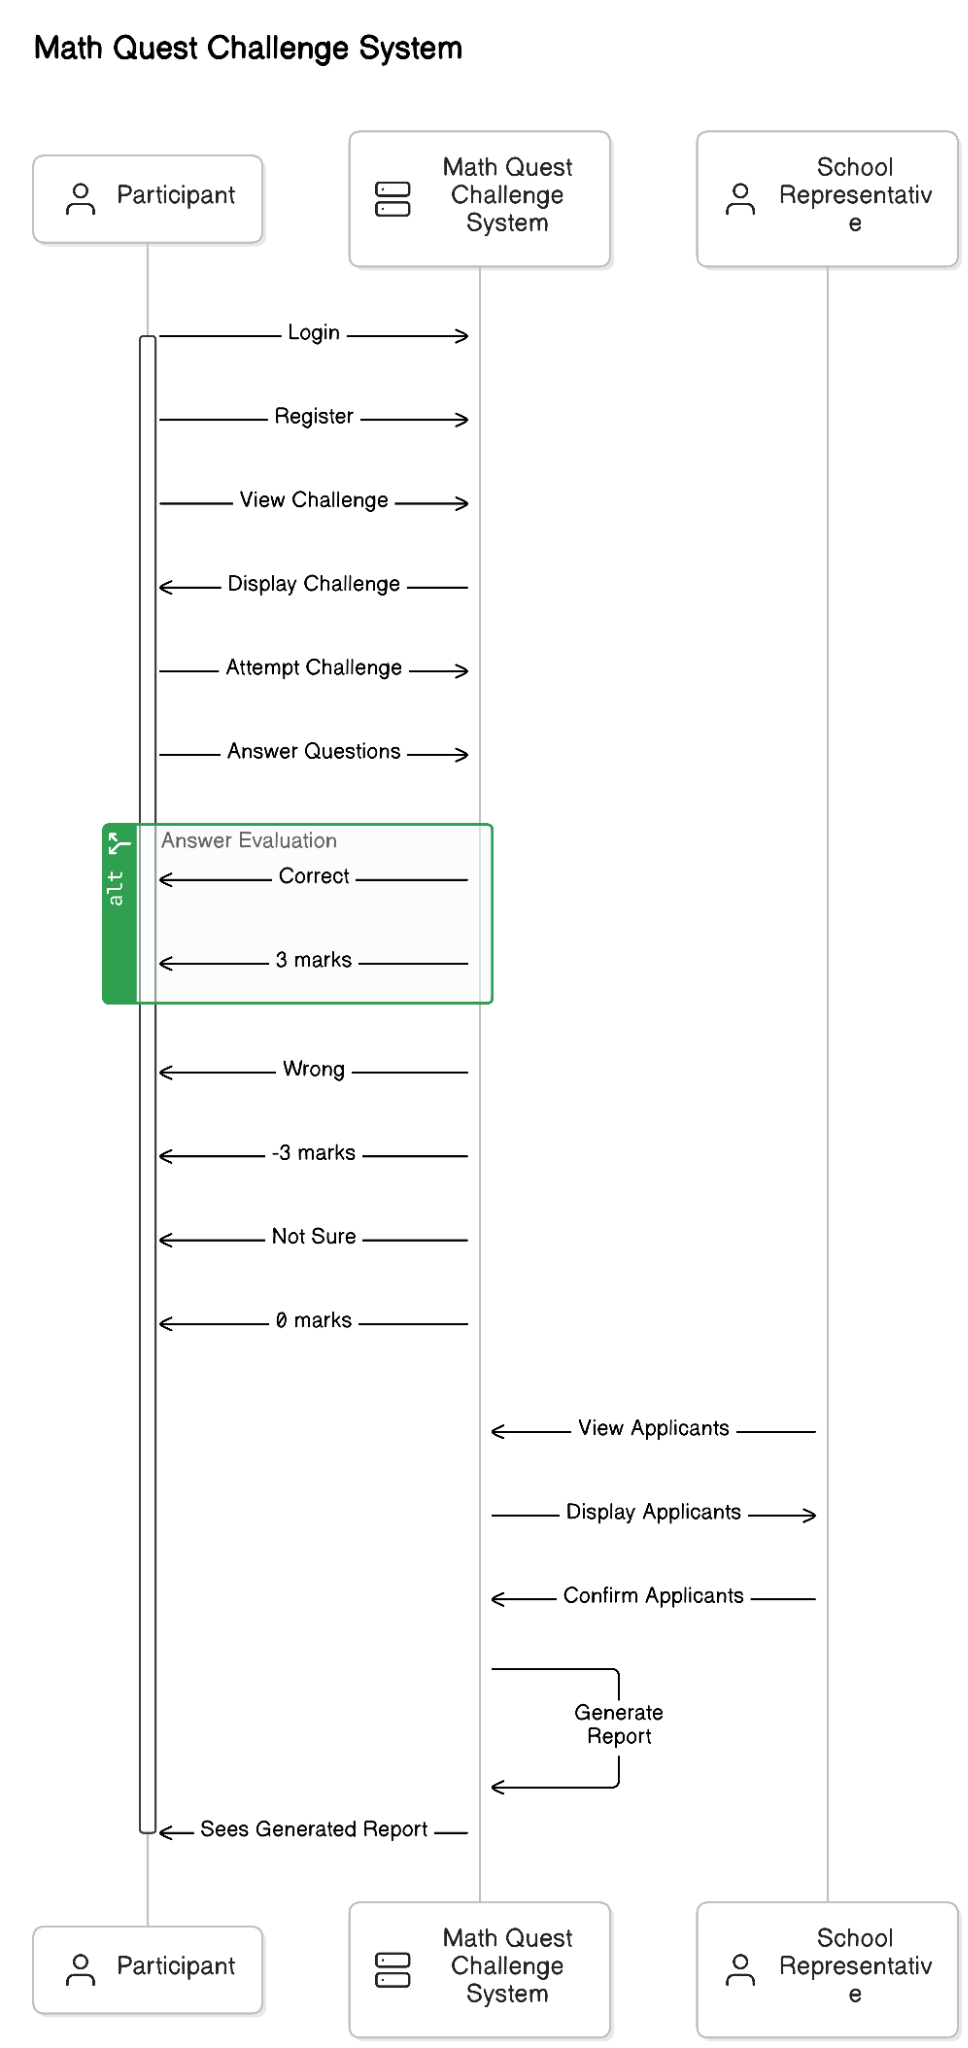 Math Quest Challenge System
Participant
Math Quest
Challenge
System
School
Representativ
e
Login
Register
View Challenge
Display Challenge
Attempt Challenge
Answer Questions
alt
Answer Evaluation
Correct
3 marks
Wrong
-3 marks
Not Sure
0 marks
View Applicants
Display Applicants
Confirm Applicants
Generate
Report
Sees Generated Report
Participant
Math Quest
Challenge
System
School
Representativ
e